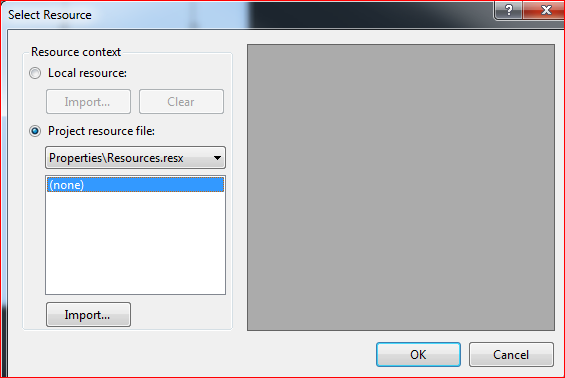 Select Resource
Resource context
Local resource:
Import... Clear
Project resource file:
Properties\Resources.resx
(none)
Import...
OK Cancel